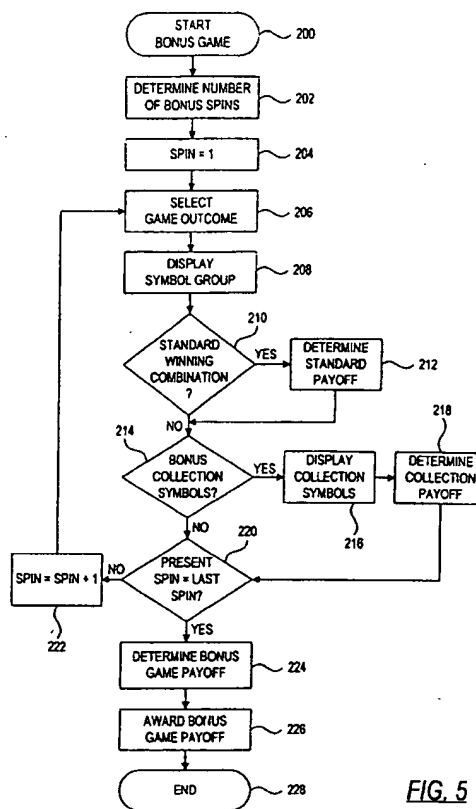 START
BONUS GAME
200
DETERMINE NUMBER
OF BONUS SPINS
202
SPIN = 1
204
SELECT
GAME OUTCOME
206
DISPLAY
SYMBOL GROUP
208
210
STANDARD
WINNING
COMBINATION
?
YES
DETERMINE
STANDARD
PAYOFF
212
NO
214
BONUS
COLLECTION
SYMBOLS?
YES
DISPLAY
COLLECTION
SYMBOLS
216
218
DETERMINE
COLLECTION
PAYOFF
NO
220
PRESENT
SPIN = LAST
SPIN?
NO
SPIN = SPIN + 1
222
YES
DETERMINE BONUS
GAME PAYOFF
224
AWARD BONUS
GAME PAYOFF
226
END
228
FIG. 5